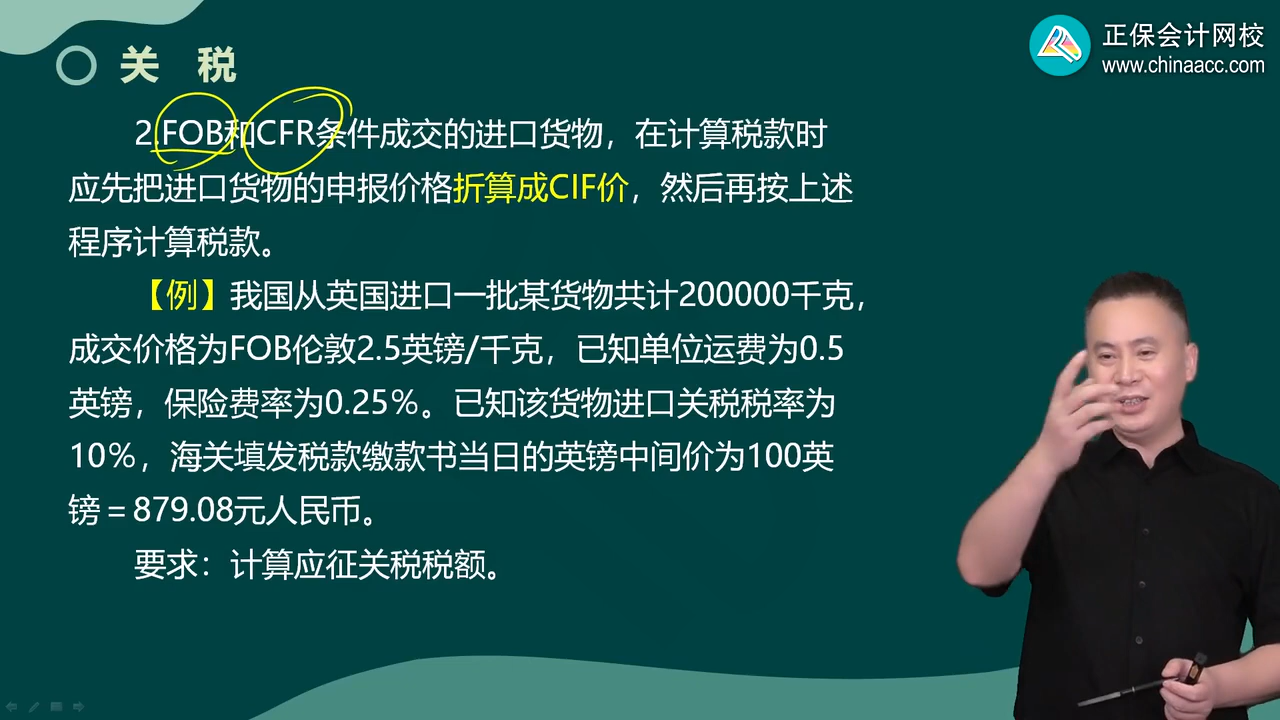 正保会计网校
www.chinaacc.com
关 税
2.FOB和CFR条件成交的进口货物，在计算税款时
应先把进口货物的申报价格折算成CIF价，然后再按上述
程序计算税款。
【例】我国从英国进口一批某货物共计200000千克，
成交价格为FOB伦敦2.5英镑/千克，已知单位运费为0.5
英镑，保险费率为0.25%。已知该货物进口关税税率为
10%，海关填发税款缴款书当日的英镑中间价为100英
镑＝879.08元人民币。
要求：计算应征关税税额。